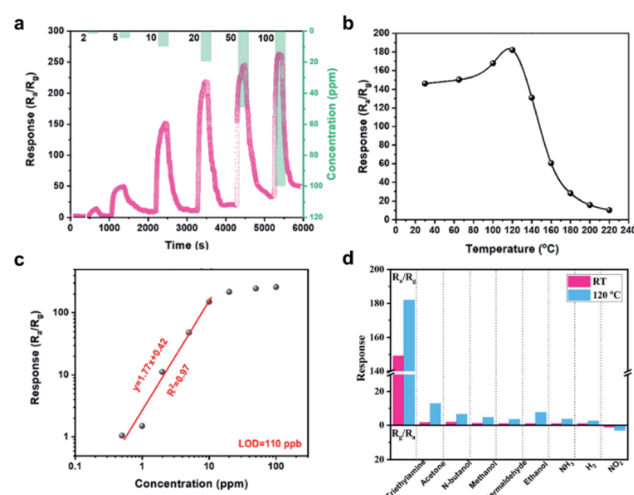 a
2 5 10 20 50 100
Response (Ra/Rg)
300
250
200
150
100
50
0
0
20
40
60
80
100
120
Concentration (ppm)
0 1000 2000 3000 4000 5000 6000
Time (s)
b
Response (Ra/Rg)
200
180
160
140
120
100
80
60
40
20
0
20 40 60 80 100 120 140 160 180 200 220 240
Temperature (°C)
c
Response (Ra/Rg)
100
10
1
y=1.77x+0.42
R²=0.97
LOD=110 ppb
0.1 1 10 100
Concentration (ppm)
d
Ra/Rg
RT
120 °C
Response
200
180
160
140
40
20
0
20
Rg/Ra
Triethylamine
Acetone
N-butanol
Methanol
ormaldehyde
Ethanol
NH3
H2
NO2